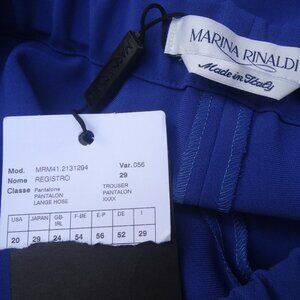 MARINA RINALDI
Made in Italy
Mod. MRM41.2131294 Var. 056
Nome REGISTRO 29
Classe Pantalone TROUSER
PANTALON PANTALON
LANGE HOSE XXXX
USA JAPAN GB-IRL F-BE E-P DE I
20 29 24 54 56 52 29